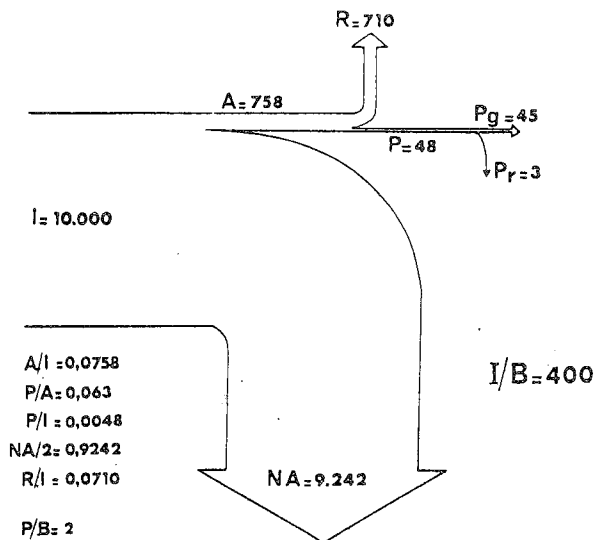 R=710
A=758
Pg=45
P=48
Pr=3
I=10.000
A/I=0,0758
P/A=0,063
P/I=0,0048
NA/2=0,9242
R/I=0,0710
P/B=2
I/B=400
NA=9.242